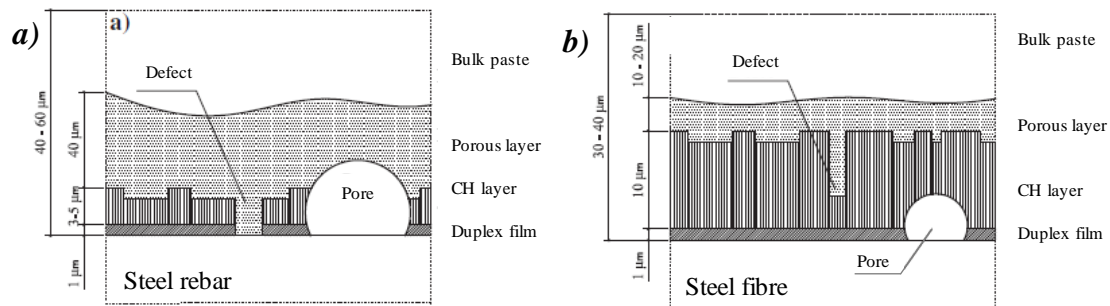 a)
a)
Bulk paste
Defect
40 - 60 µm
40 µm
Porous layer
CH layer
Pore
3-5 µm
Duplex film
1 µm
Steel rebar
b)
Bulk paste
10 - 20 µm
Defect
30 - 40 µm
Porous layer
10 µm
CH layer
Duplex film
1 µm
Pore
Steel fibre